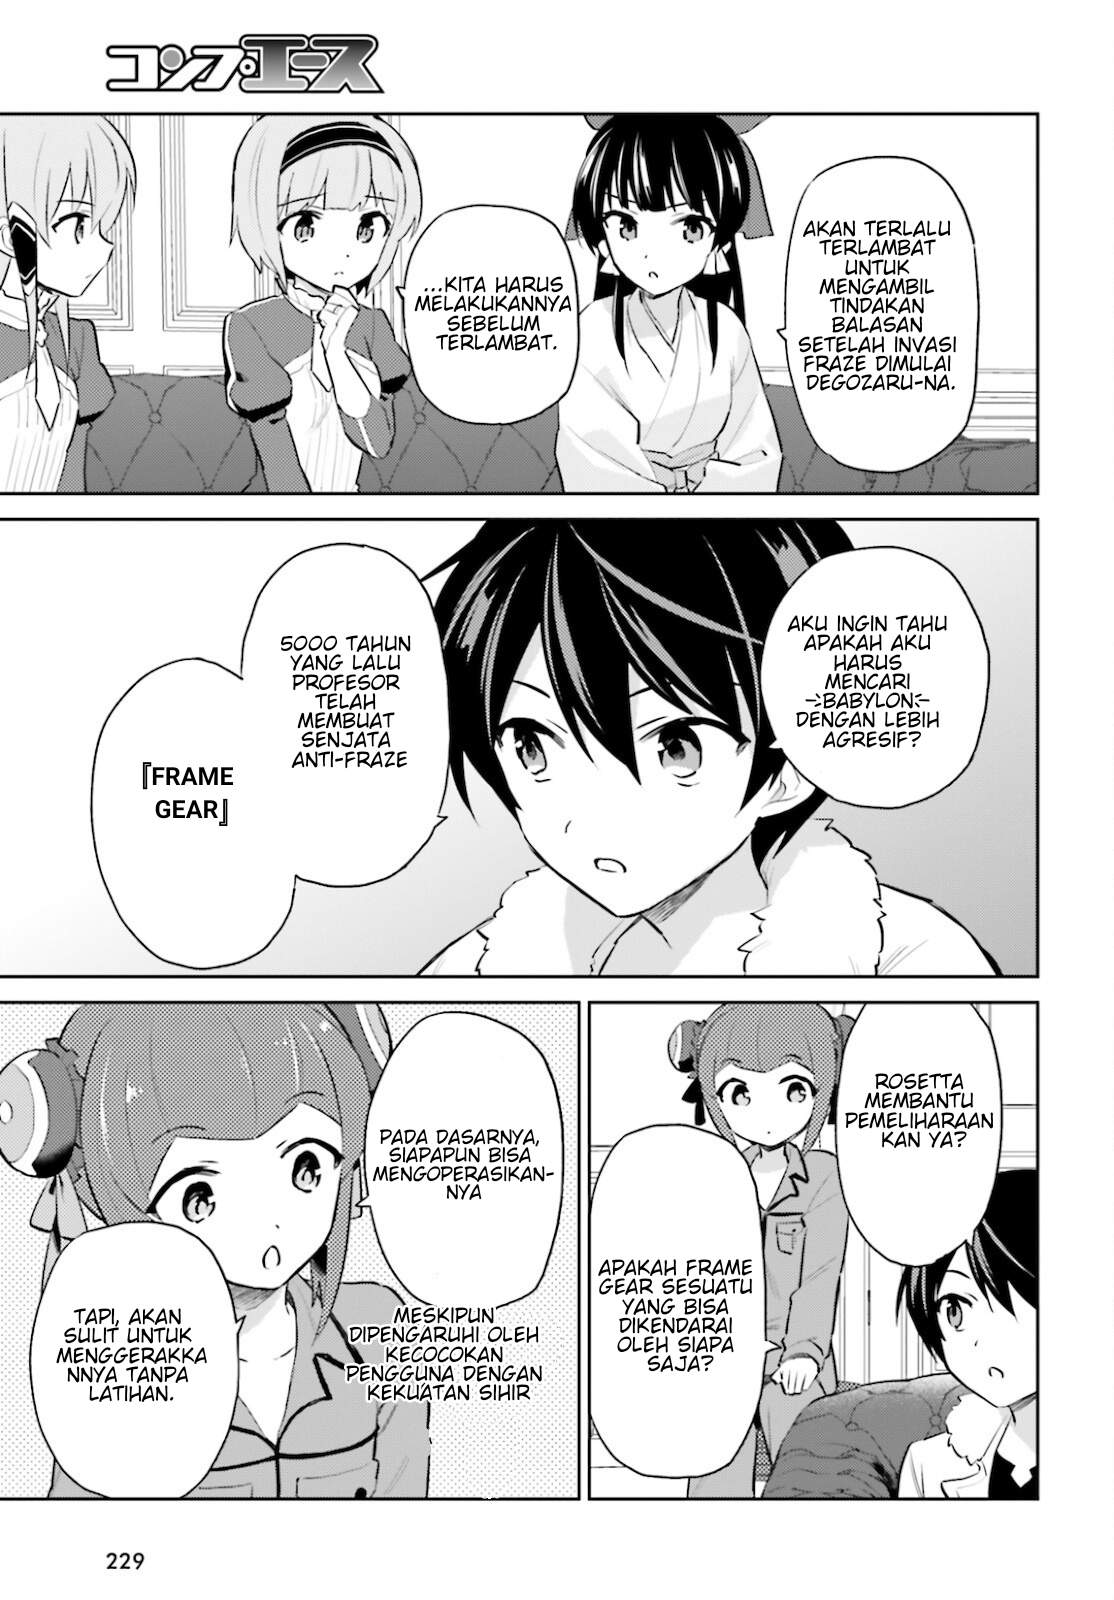 コンプ・エース
AKAN TERLALU
TERLAMBAT
UNTUK
MENGAMBIL
TINDAKAN
BALASAN
SETELAH INVASI
FRAZE DIMULAI
DEGOZARU-NA.
...KITA HARUS
MELAKUKANNYA
SEBELUM
TERLAMBAT.
AKU INGIN TAHU
APAKAH AKU
HARUS
MENCARI
-BABYLON-
DENGAN LEBIH
AGRESIF?
5000 TAHUN
YANG LALU
PROFESOR
TELAH
MEMBUAT
SENJATA
ANTI-FRAZE
『FRAME
GEAR』
ROSETTA
MEMBANTU
PEMELIHARAAN
KAN YA?
APAKAH FRAME
GEAR SESUATU
YANG BISA
DIKENDARAI
OLEH SIAPA
SAJA?
PADA DASARNYA,
SIAPAPUN BISA
MENGOPERASIKAN-
NYA
MESKIPUN
DIPENGARUHI OLEH
KECOCOKAN
PENGGUNA DENGAN
KEKUATAN SIHIR
TAPI, AKAN
SULIT UNTUK
MENGGERAKKA
NNYA TANPA
LATIHAN.
229